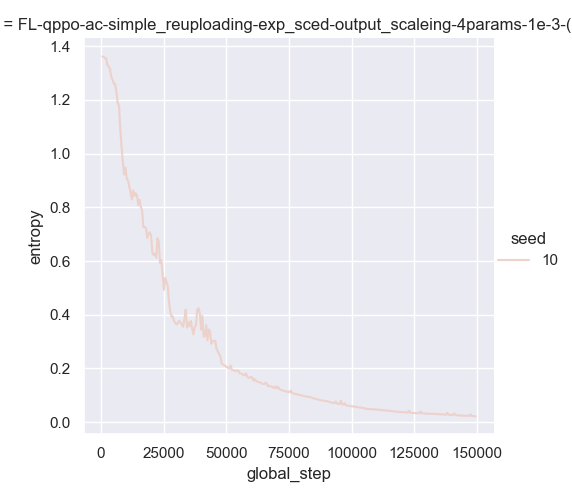 = FL-qppo-ac-simple_reuploading-exp_sced-output_scaleing-4params-1e-3-(
1.4
1.2
1.0
0.8
0.6
0.4
0.2
0.0
entropy
seed
10
0 25000 50000 75000 100000 125000 150000
global_step